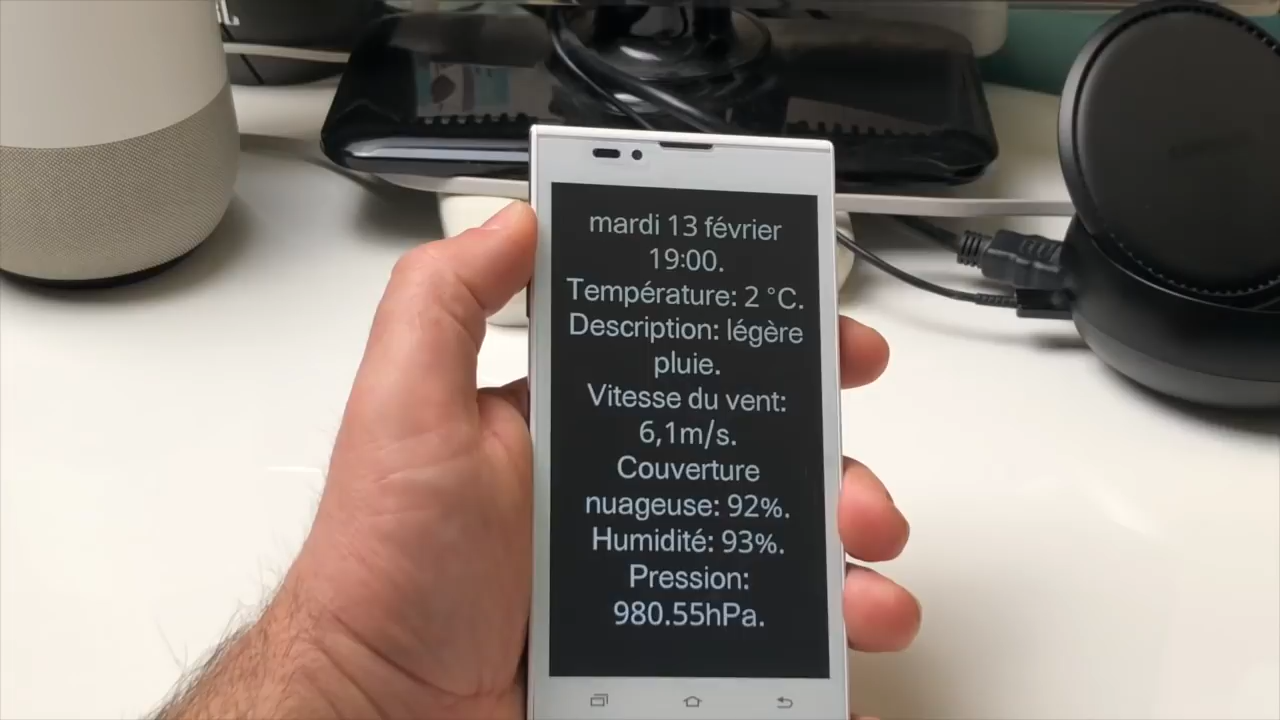 mardi 13 février
19:00.
Température: 2 °C.
Description: légère
pluie.
Vitesse du vent:
6,1m/s.
Couverture
nuageuse: 92%.
Humidité: 93%.
Pression:
980.55hPa.